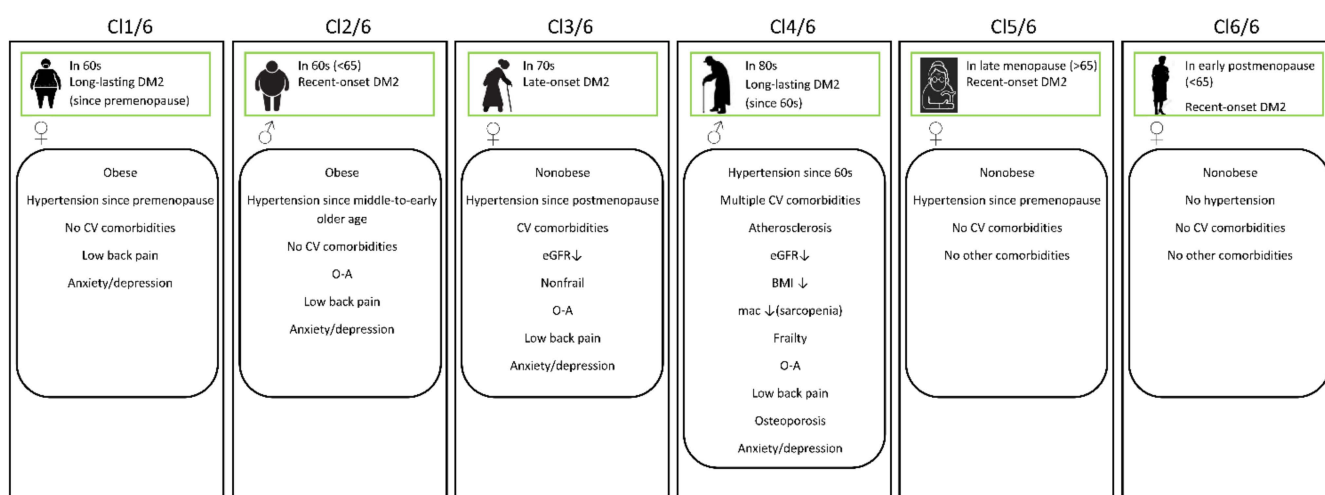 Cl1/6
In 60s
Long-lasting DM2
(since premenopause)
♀
Obese
Hypertension since premenopause
No CV comorbidities
Low back pain
Anxiety/depression
Cl2/6
In 60s (<65)
Recent-onset DM2
♂
Obese
Hypertension since middle-to-early
older age
No CV comorbidities
O-A
Low back pain
Anxiety/depression
Cl3/6
In 70s
Late-onset DM2
♀
Nonobese
Hypertension since postmenopause
CV comorbidities
eGFR↓
Nonfrail
O-A
Low back pain
Anxiety/depression
Cl4/6
In 80s
Long-lasting DM2
(since 60s)
♂
Hypertension since 60s
Multiple CV comorbidities
Atherosclerosis
eGFR↓
BMI ↓
mac ↓(sarcopenia)
Frailty
O-A
Low back pain
Osteoporosis
Anxiety/depression
Cl5/6
In late menopause (>65)
Recent-onset DM2
♀
Nonobese
Hypertension since premenopause
No CV comorbidities
No other comorbidities
Cl6/6
In early postmenopause
(<65)
Recent-onset DM2
♀
Nonobese
No hypertension
No CV comorbidities
No other comorbidities